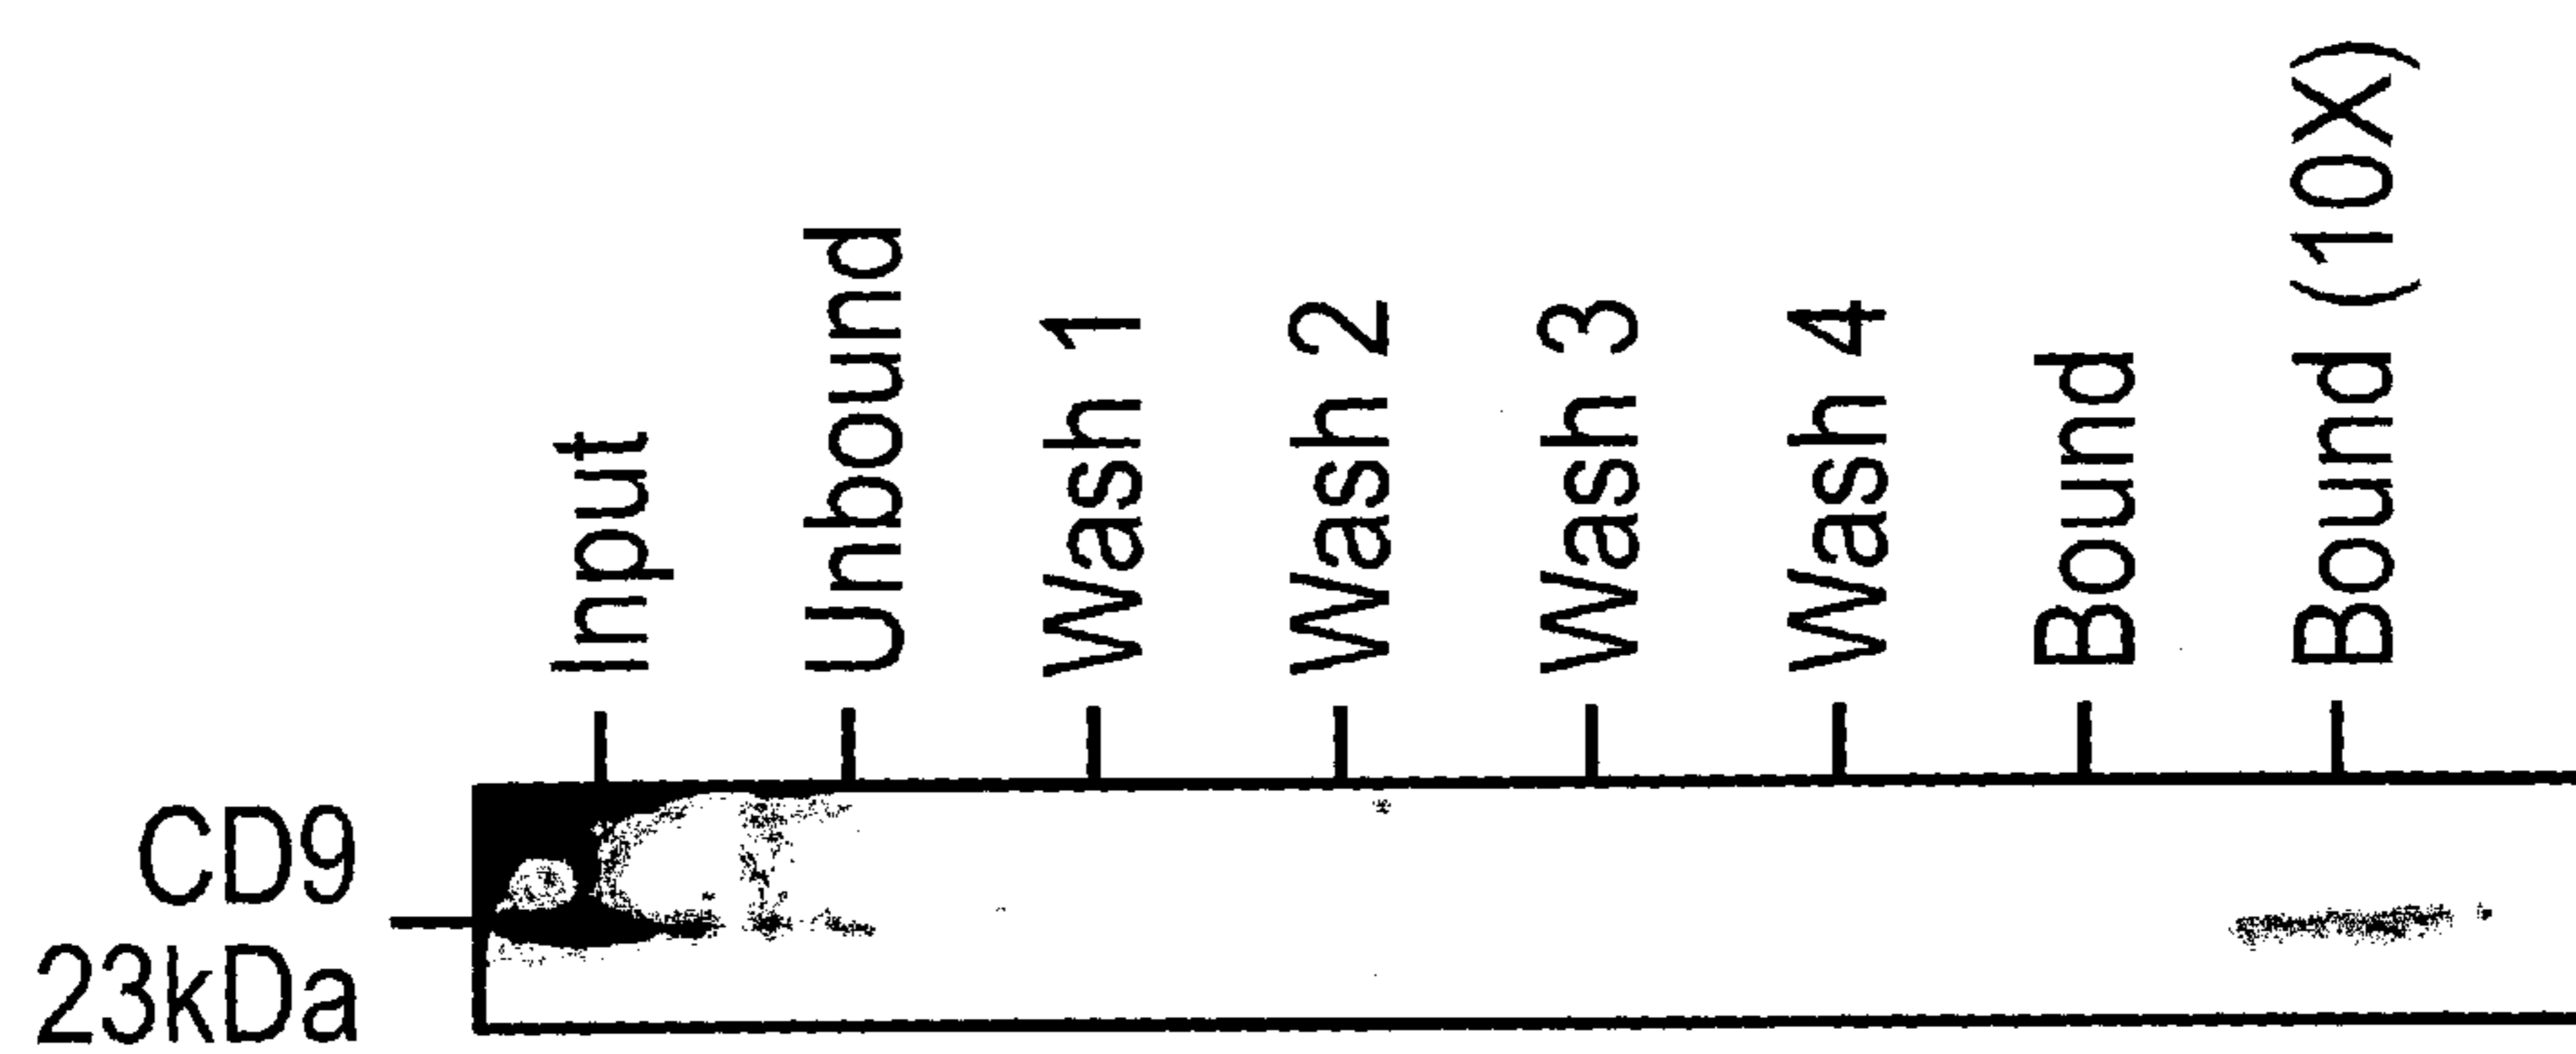 Input
Unbound
Wash 1
Wash 2
Wash 3
Wash 4
Bound
Bound (10X)
CD9
23kDa